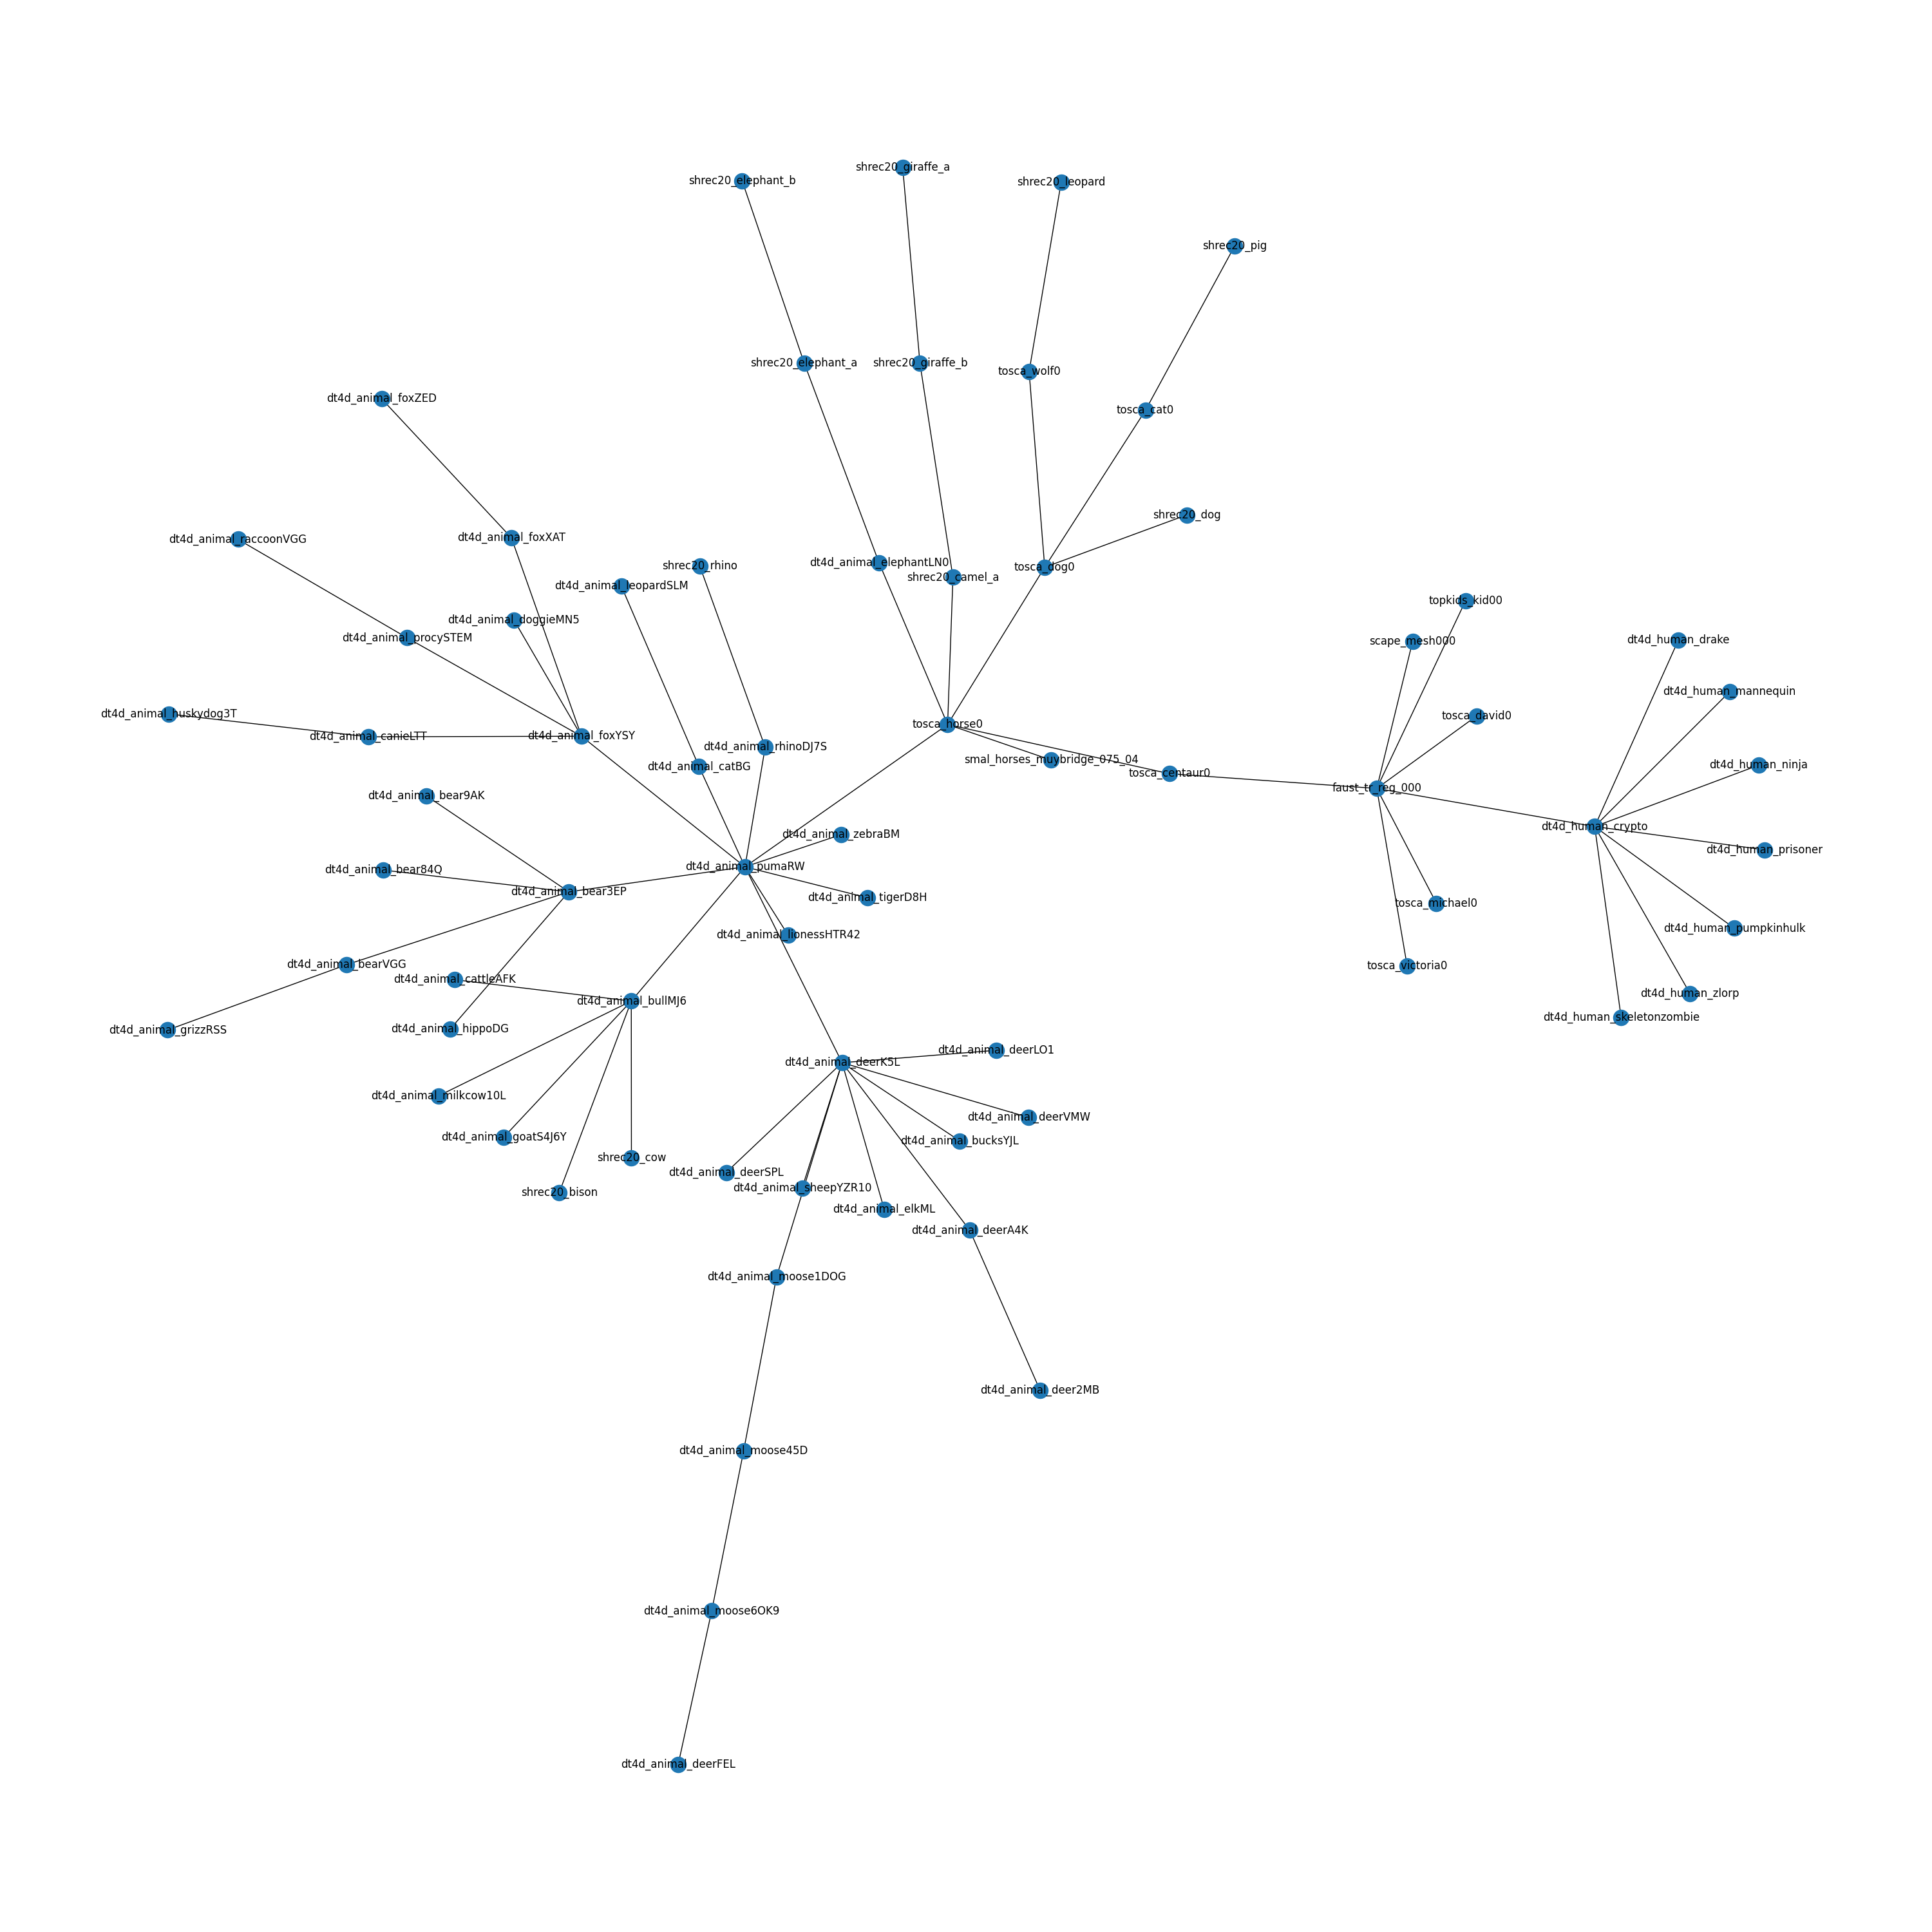 shrec20_giraffe_a
shrec20_elephant_b
shrec20_leopard
shrec20_pig
shrec20_elephant_a
shrec20_giraffe_b
tosca_wolf0
dt4d_animal_foxZED
tosca_cat0
shrec20_dog
dt4d_animal_foxXAT
dt4d_animal_raccoonVGG
dt4d_animal_elephantLN0
shrec20_rhino
tosca_dog0
shrec20_camel_a
dt4d_animal_leopardSLM
topkids_kid00
dt4d_animal_doggieMN5
dt4d_animal_procySTEM
dt4d_human_drake
scape_mesh000
dt4d_human_mannequin
dt4d_animal_huskydog3T
tosca_david0
tosca_horse0
dt4d_animal_canieLTT
dt4d_animal_foxYSY
dt4d_animal_rhinoDJ7S
smal_horses_muybridge_075_04
dt4d_human_ninja
dt4d_animal_catBG
tosca_centaur0
faust_tr_reg_000
dt4d_animal_bear9AK
dt4d_human_crypto
dt4d_animal_zebraBM
dt4d_human_prisoner
dt4d_animal_pumaRW
dt4d_animal_bear84Q
dt4d_animal_bear3EP
dt4d_animal_tigerD8H
tosca_michael0
dt4d_human_pumpkinhulk
dt4d_animal_lionessHTR42
dt4d_animal_bearVGG
tosca_victoria0
dt4d_animal_cattleAFK
dt4d_human_zlorp
dt4d_animal_bullMJ6
dt4d_human_skeletonzombie
dt4d_animal_grizzRSS
dt4d_animal_hippoDG
dt4d_animal_deerLO1
dt4d_animal_deerK5L
dt4d_animal_milkcow10L
dt4d_animal_deerVMW
dt4d_animal_goatS4J6Y
dt4d_animal_bucksYJL
shrec20_cow
dt4d_animal_deerSPL
dt4d_animal_sheepYZR10
shrec20_bison
dt4d_animal_elkML
dt4d_animal_deerA4K
dt4d_animal_moose1DOG
dt4d_animal_deer2MB
dt4d_animal_moose45D
dt4d_animal_moose6OK9
dt4d_animal_deerFEL